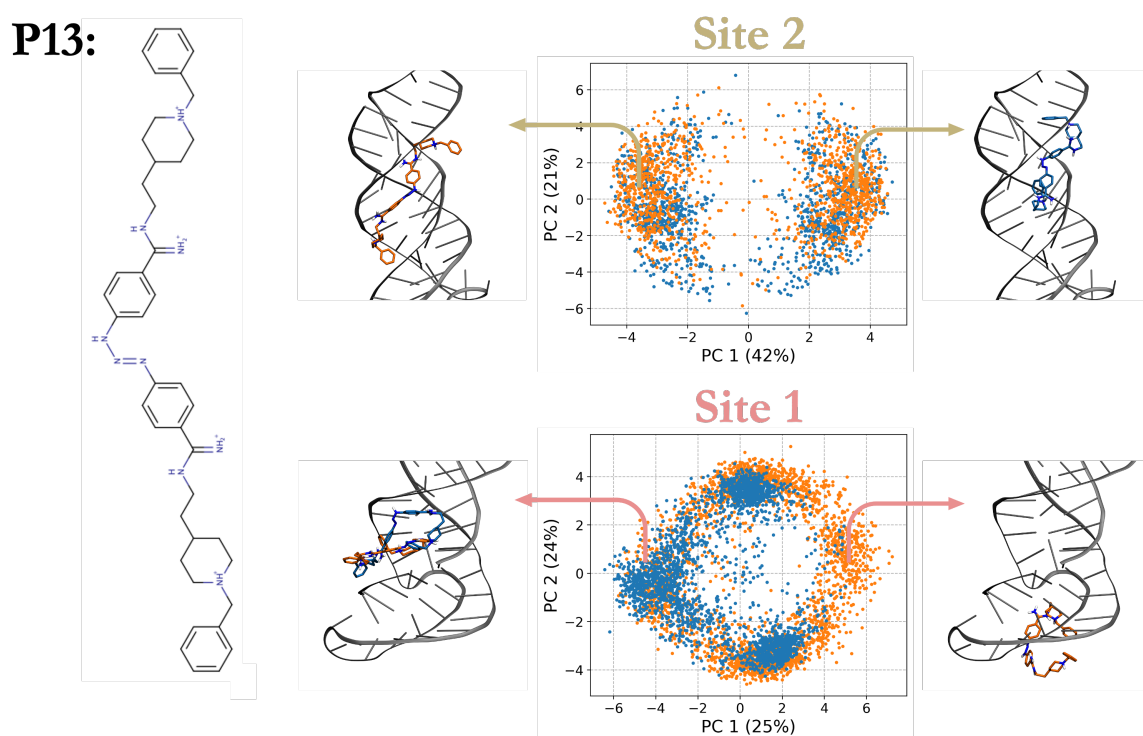 P13:
NH⁺
H
N
NH₂⁺
H
N
N
N
NH₂⁺
H
N
NH⁺
Site 2
6
4
2
0
−2
−4
−6
PC 2 (21%)
−4 −2 0 2 4
PC 1 (42%)
Site 1
4
2
0
−2
−4
PC 2 (24%)
−6 −4 −2 0 2 4 6
PC 1 (25%)